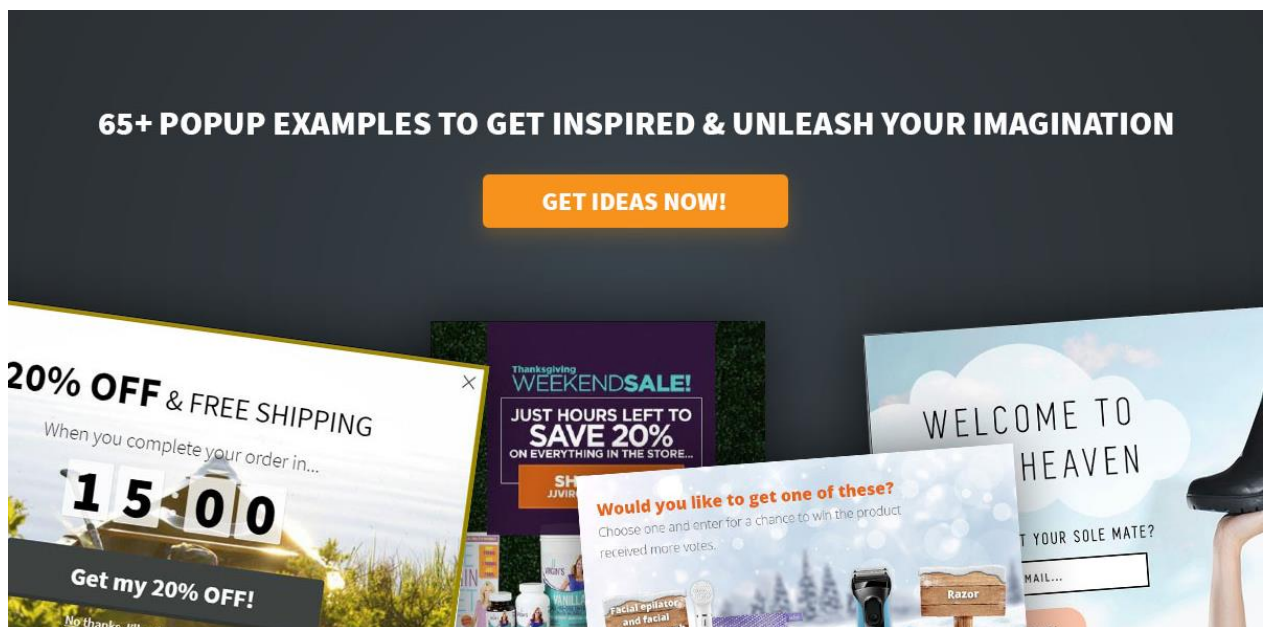 65+ POPUP EXAMPLES TO GET INSPIRED & UNLEASH YOUR IMAGINATION
GET IDEAS NOW!
20% OFF & FREE SHIPPING
When you complete your order in...
15 00
Get my 20% OFF!
No thanks,
Thanksgiving
WEEKENDSALE!
JUST HOURS LEFT TO
SAVE 20%
ON EVERYTHING IN THE STORE...
VANILLA
Would you like to get one of these?
Choose one and enter for a chance to win the product
received more votes.
Facial epilator
and facial
Razor
WELCOME TO
HEAVEN
YOUR SOLE MATE?